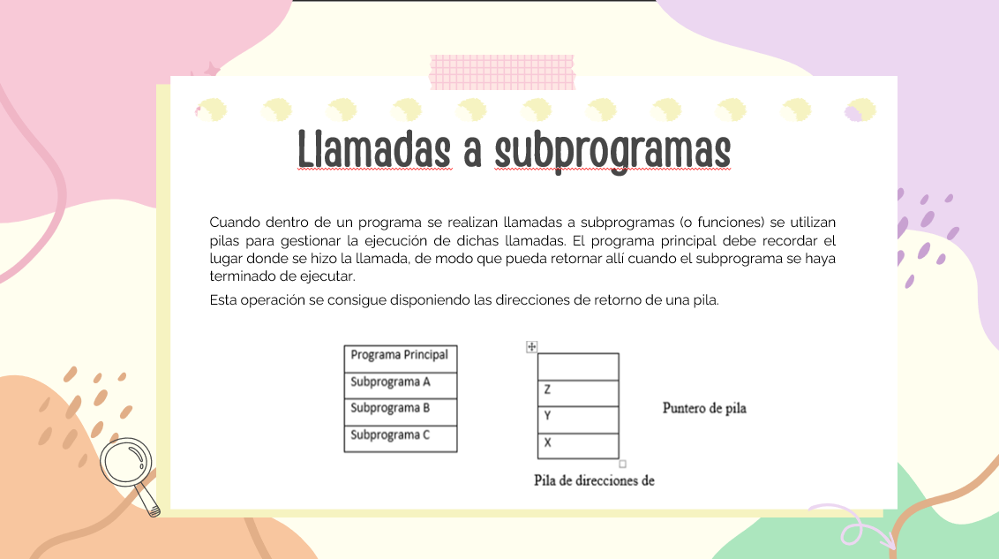 Llamadas a subprogramas
Cuando dentro de un programa se realizan llamadas a subprogramas (o funciones) se utilizan
pilas para gestionar la ejecución de dichas llamadas. El programa principal debe recordar el
lugar donde se hizo la llamada, de modo que pueda retornar allí cuando el subprograma se haya
terminado de ejecutar.
Esta operación se consigue disponiendo las direcciones de retorno de una pila.
Programa Principal
Subprograma A
Subprograma B
Subprograma C
Z
Y
X
Puntero de pila
Pila de direcciones de